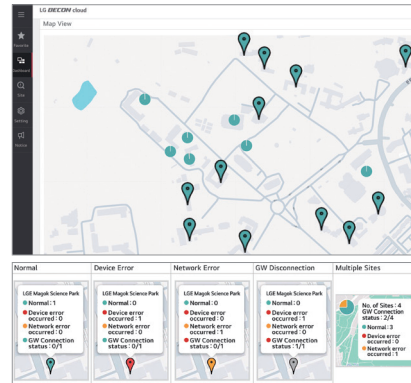 LG BECON cloud
Map View
Favorite
Dashboard
Site
Setting
Notice
Normal
Device Error
Network Error
GW Disconnection
Multiple Sites
LGE Magok Science Park
Normal : 1
Device error
occurred : 0
Network error
occurred : 0
GW Connection
status : 0/1
LGE Magok Science Park
Normal : 0
Device error
occurred : 1
Network error
occurred : 0
GW Connection
status : 1/1
LGE Magok Science Park
Normal : 0
Device error
occurred : 0
Network error
occurred : 1
GW Connection
status : 0/1
LGE Magok Science Park
Normal : 0
Device error
occurred : 1
Network error
occurred : 0
GW Connection
status : 1/1
No. of Sites : 4
GW Connection
status : 2/4
Normal : 3
Device error
occurred : 0
Network error
occurred : 1